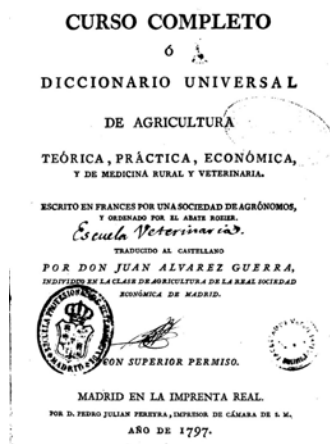 CURSO COMPLETO
Ó
DICCIONARIO UNIVERSAL
DE AGRICULTURA
TEÓRICA, PRÁCTICA, ECONÓMICA,
Y DE MEDICINA RURAL Y VETERINARIA.
ESCRITO EN FRANCES POR UNA SOCIEDAD DE AGRÓNOMOS,
Y ORDENADO POR EL ABATE ROZIER.
Escuela Veterinaria.
TRADUCIDO AL CASTELLANO
POR DON JUAN ALVAREZ GUERRA,
INDIVIDUO EN LA CLASE DE AGRICULTURA DE LA REAL SOCIEDAD
ECONÓMICA DE MADRID.
CON SUPERIOR PERMISO.
MADRID EN LA IMPRENTA REAL.
POR D. PEDRO JULIAN PEREYRA, IMPRESOR DE CÁMARA DE S. M.
AÑO DE 1797.